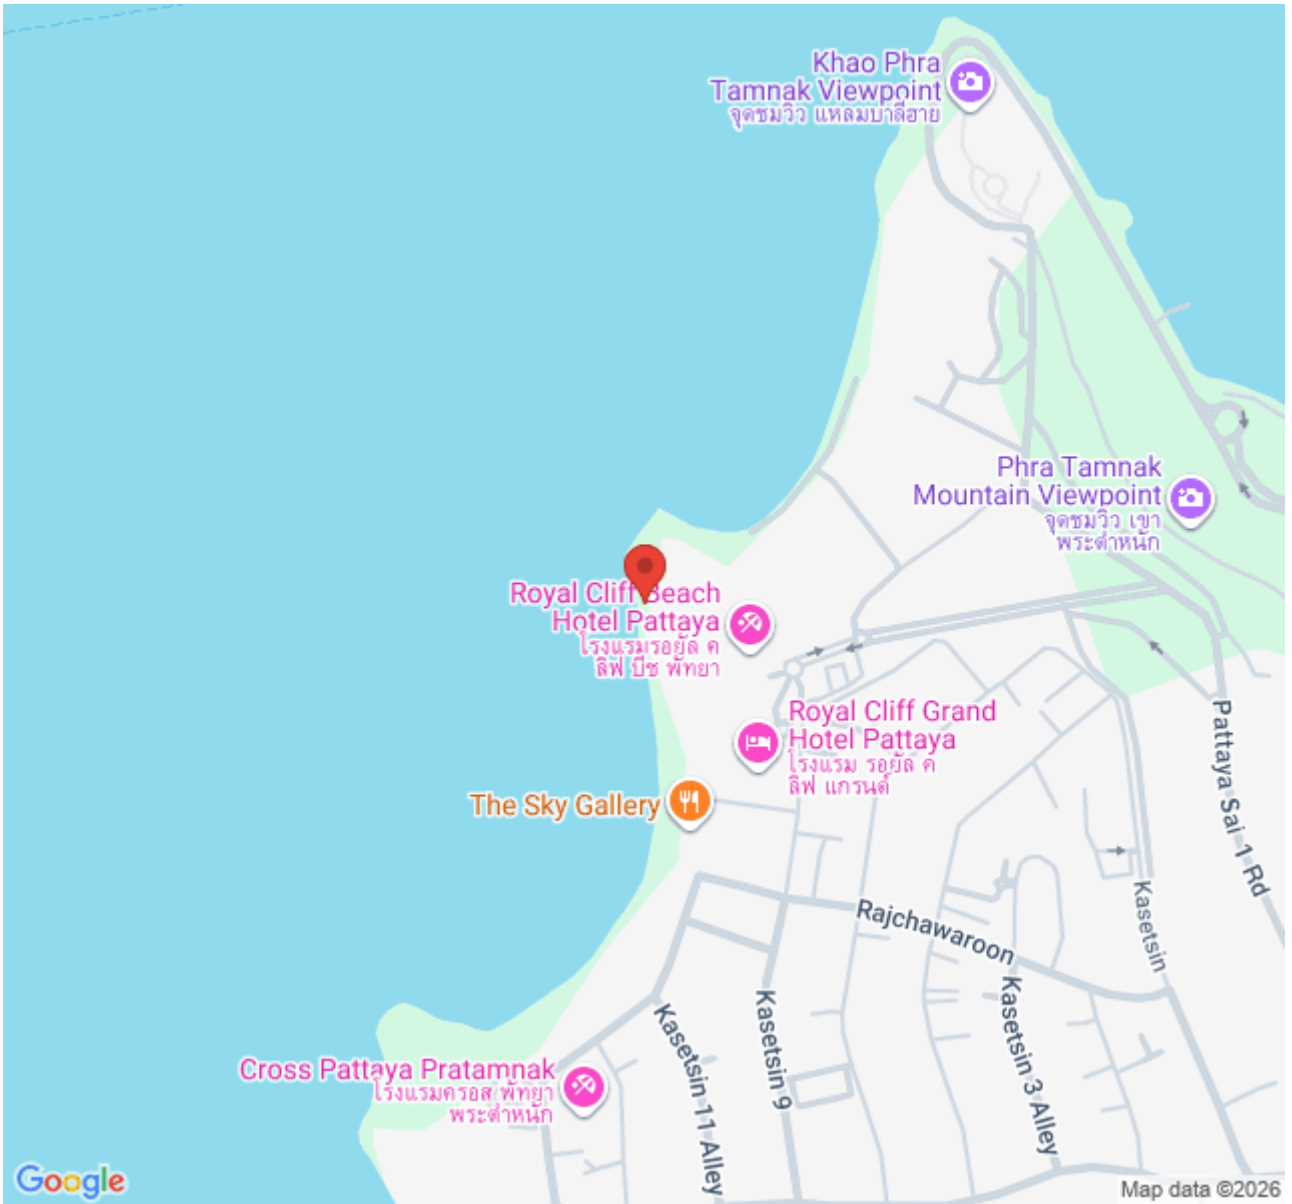 Khao Phra
Tamnak Viewpoint
จุดชมวิว แหลมบาลีฮาย
Phra Tamnak
Mountain Viewpoint
จุดชมวิว เขา
พระตำหนัก
Royal Cliff Beach
Hotel Pattaya
โรงแรมรอยัล ค
ลิฟ บีช พัทยา
Royal Cliff Grand
Hotel Pattaya
โรงแรม รอยัล ค
ลิฟ แกรนด์
Pattaya Sai 1 Rd
The Sky Gallery
Kasetsin
Rajchawaroon
Kasetsin 9
Kasetsin 3 Alley
Kasetsin 11 Alley
Cross Pattaya Pratamnak
โรงแรมครอส พัทยา
พระตำหนัก
Google
Map data ©2026